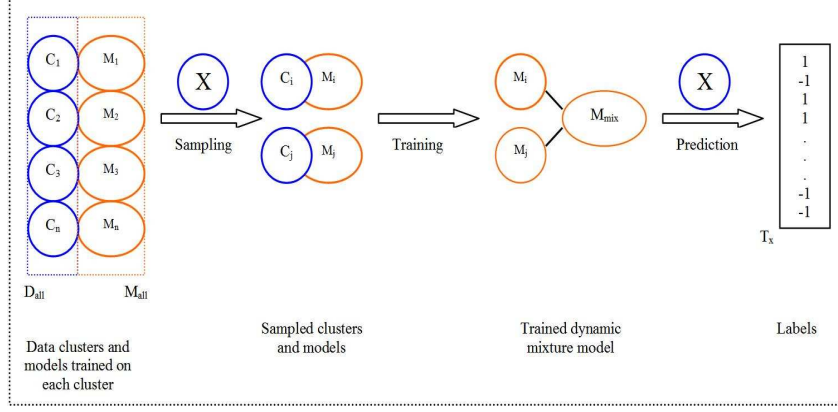 C1
M1
C2
M2
C3
M3
Cn
Mn
Dall
Mall
Data clusters and
models trained on
each cluster
X
Sampling
Ci
Mi
Cj
Mj
Sampled clusters
and models
Training
Mi
Mj
Mmix
Trained dynamic
mixture model
X
Prediction
1
-1
1
1
.
.
.
-1
-1
Tx
Labels